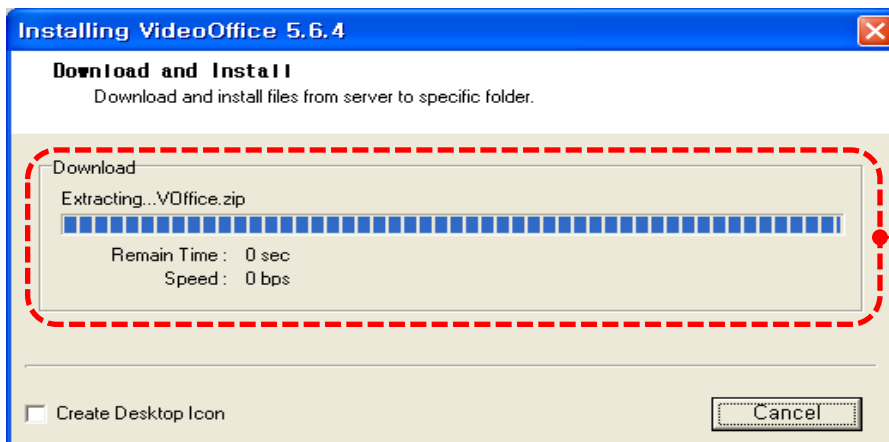 Installing VideoOffice 5.6.4
Download and Install
Download and install files from server to specific folder.
Download
Extracting...VOffice.zip
Remain Time : 0 sec
Speed : 0 bps
Create Desktop Icon
Cancel